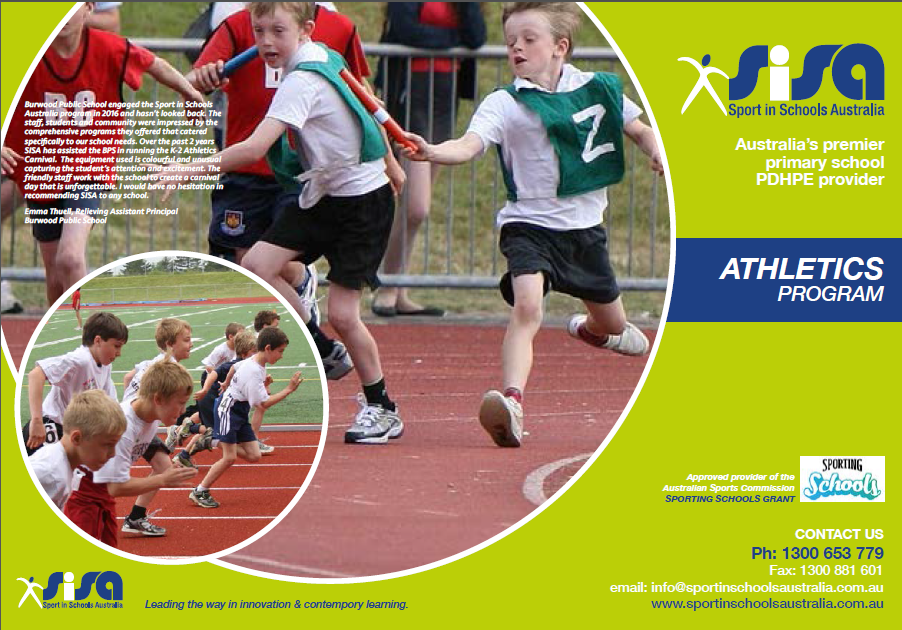 Burwood Public School engaged the Sport in Schools
Australia program in 2016 and hasn't looked back. The
staff, students and community were impressed by the
comprehensive programs they offered that catered
specifically to our school needs. Over the past 2 years
SISA has assisted the BPS in running the K-2 Athletics
Carnival. The equipment used is colourful and unusual
capturing the student's attention and excitement. The
friendly staff work with the school to create a carnival
day that is unforgettable. I would have no hesitation in
recommending SISA to any school.
Emma Thuell, Relieving Assistant Principal
Burwood Public School
Z
sisa
Sport in Schools Australia
Australia's premier
primary school
PDHPE provider
ATHLETICS
PROGRAM
Approved provider of the
Australian Sports Commission
SPORTING SCHOOLS GRANT
SPORTING
Schools
CONTACT US
Ph: 1300 653 779
Fax: 1300 881 601
email: info@sportinschoolsaustralia.com.au
www.sportinschoolsaustralia.com.au
sisa
Sport in Schools Australia
Leading the way in innovation & contempory learning.